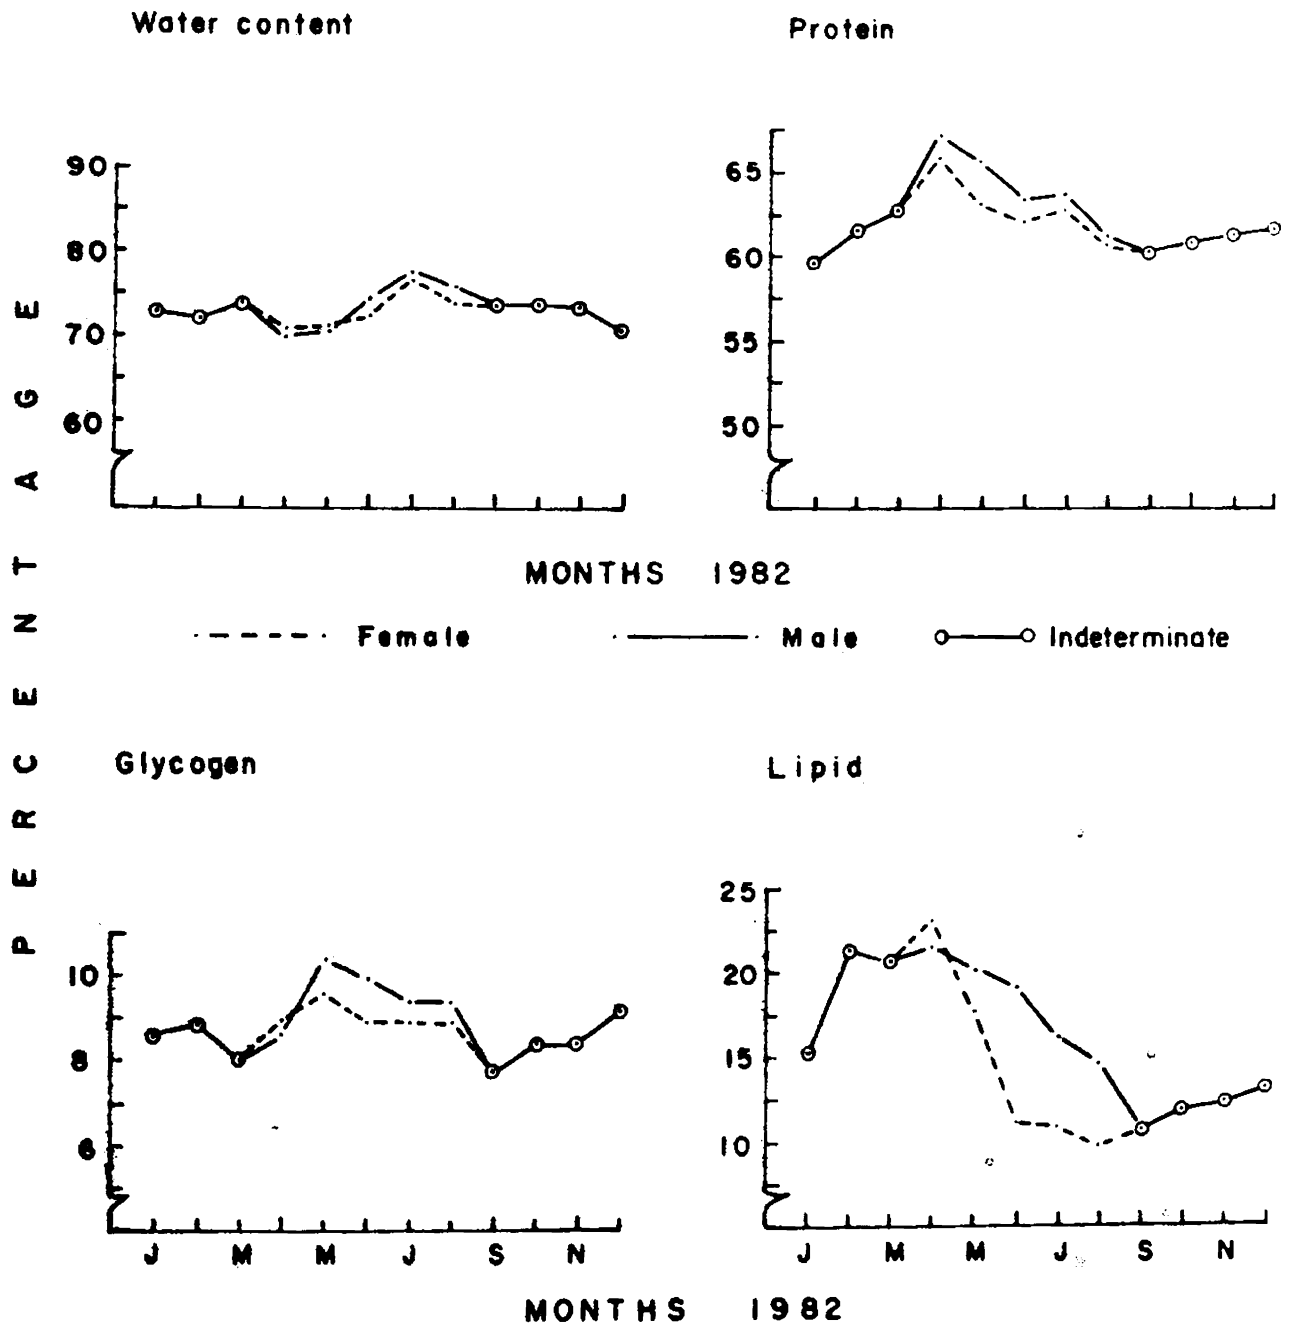 Water content
Protein
90
80
70
60
65
60
55
50
PERCENTAGE
MONTHS 1982
Female
Male
Indeterminate
Glycogen
Lipid
10
8
6
25
20
15
10
J M M J S N
J M M J S N
MONTHS 1982